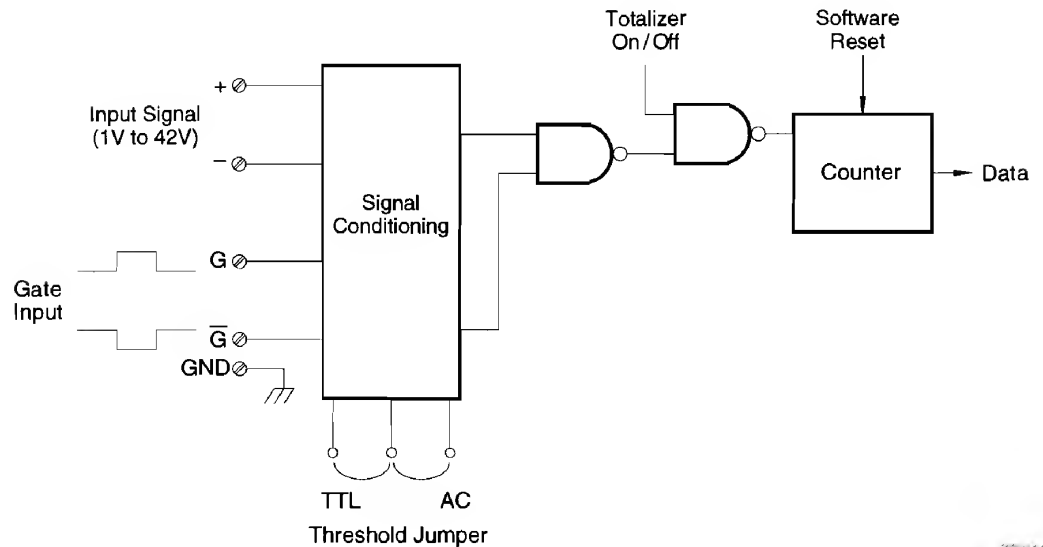 Totalizer
On/Off
Software
Reset
+
Input Signal
(1V to 42V)
−
Signal
Conditioning
Counter
Data
G
Gate
Input
G̅
GND
TTL
AC
Threshold Jumper